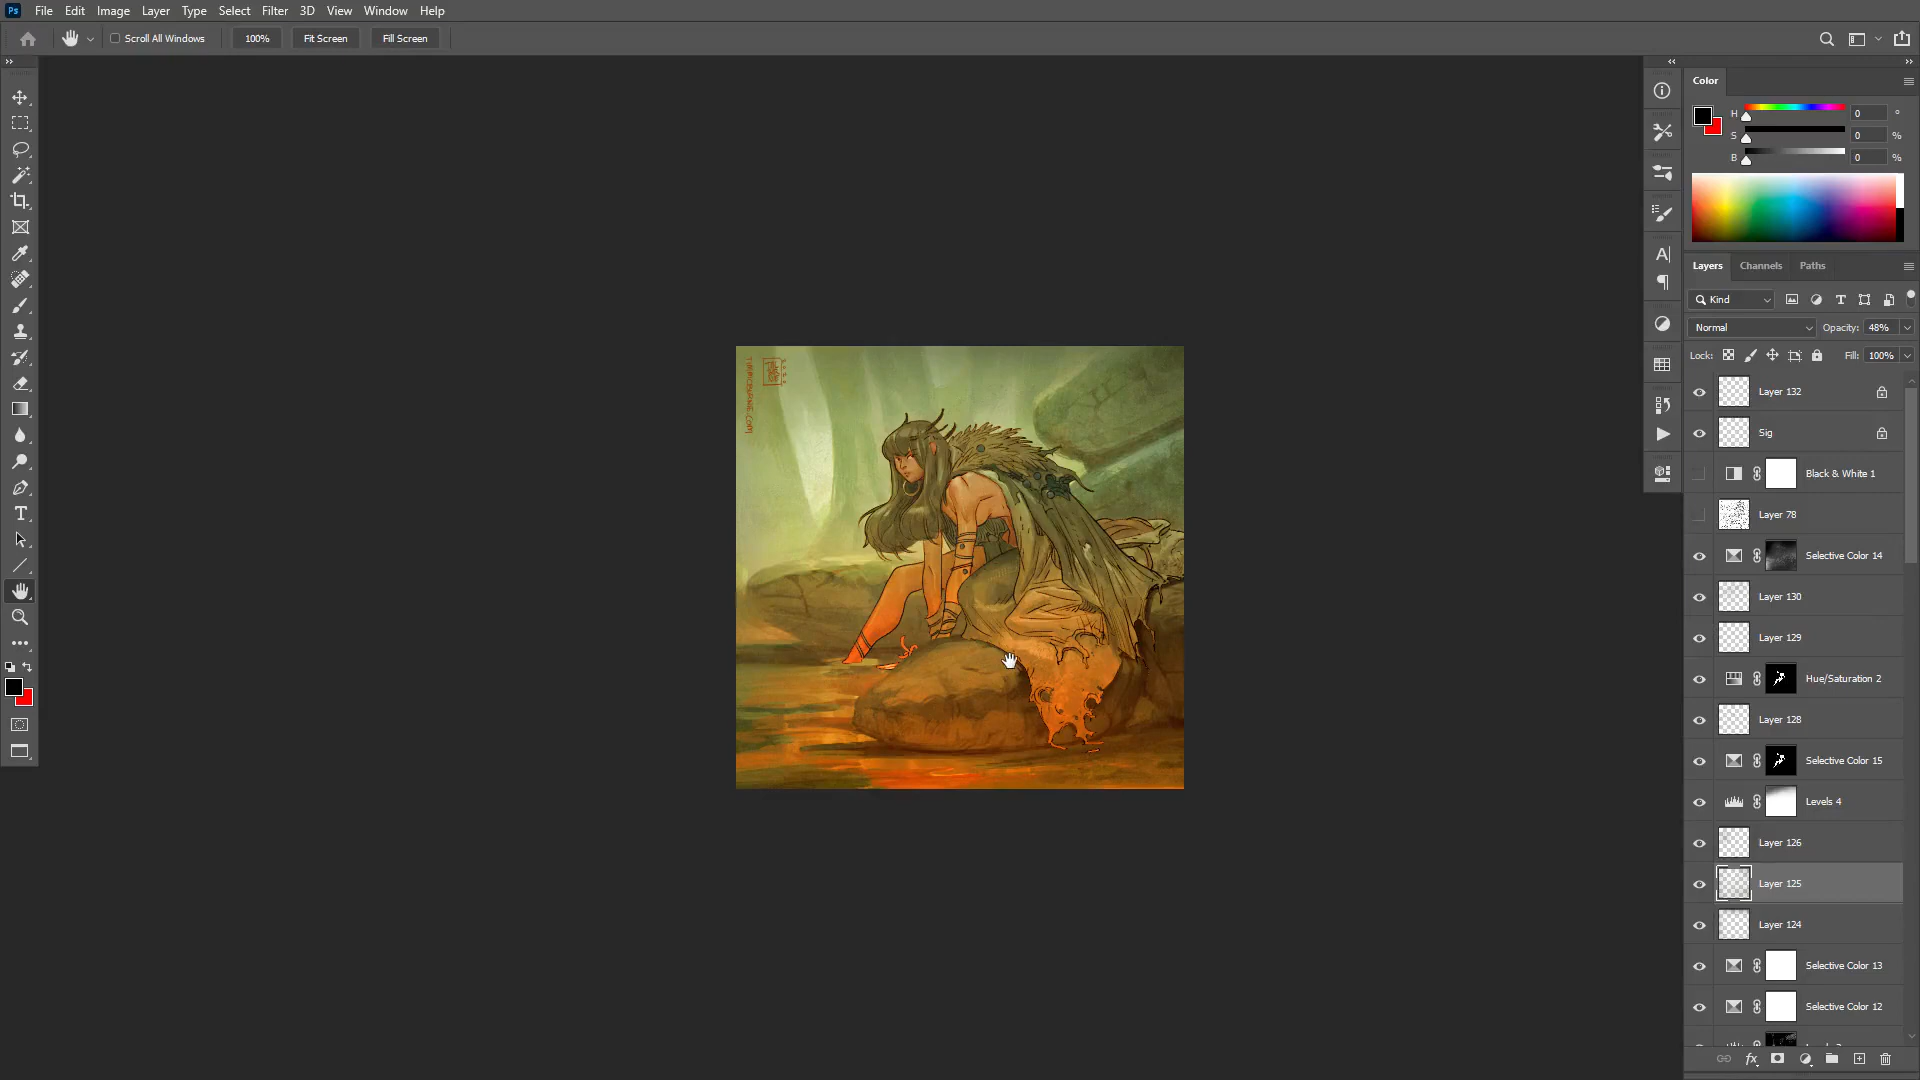 Ps File Edit Image Layer Type Select Filter 3D View Window Help
Scroll All Windows 100% Fit Screen Fill Screen
Color
H 0 °
S 0 %
B 0 %
Layers Channels Paths
Kind
Normal Opacity: 48%
Lock: Fill: 100%
Layer 132
Sig
Black & White 1
Layer 78
Selective Color 14
Layer 130
Layer 129
Hue/Saturation 2
Layer 128
Selective Color 15
Levels 4
Layer 126
Layer 125
Layer 124
Selective Color 13
Selective Color 12